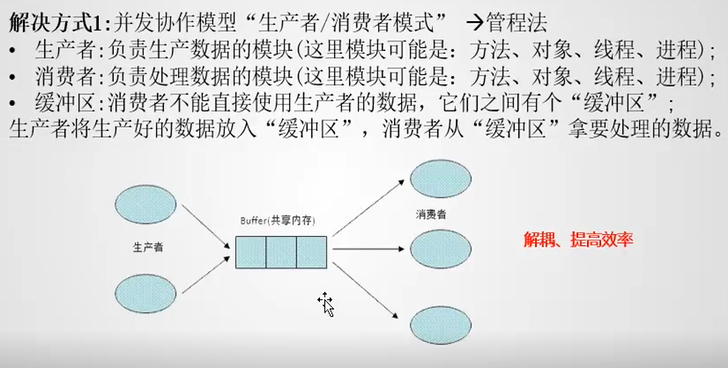 解决方式1:并发协作模型“生产者/消费者模式” →管程法
• 生产者:负责生产数据的模块(这里模块可能是：方法、对象、线程、进程)；
• 消费者:负责处理数据的模块(这里模块可能是：方法、对象、线程、进程)；
• 缓冲区:消费者不能直接使用生产者的数据，它们之间有个“缓冲区”；
生产者将生产好的数据放入“缓冲区”，消费者从“缓冲区”拿要处理的数据。
Buffer(共享内存)
消费者
生产者
解耦、提高效率